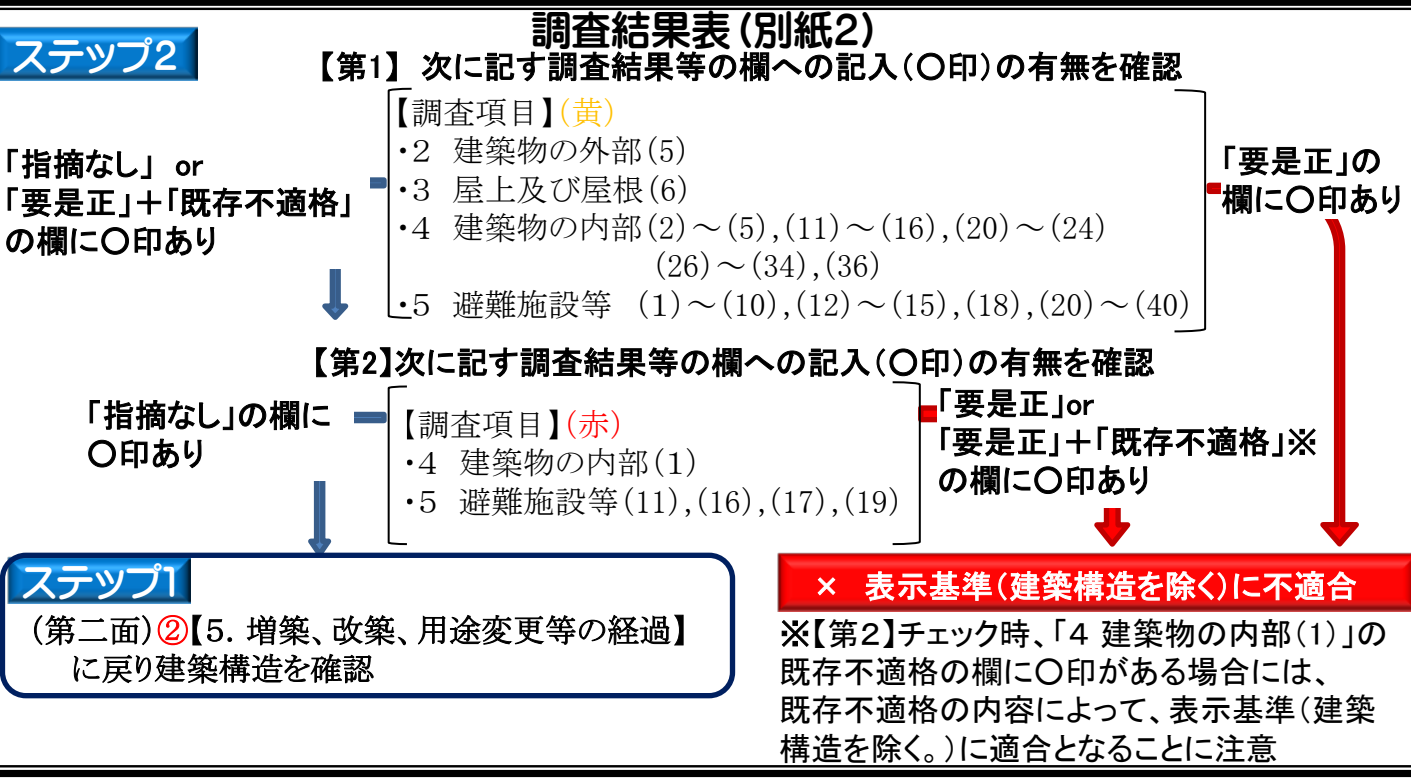 調査結果表(別紙2)
ステップ2
【第1】 次に記す調査結果等の欄への記入(〇印)の有無を確認
「指摘なし」 or
「要是正」+「既存不適格」
の欄に〇印あり
【調査項目】(黄)
・2 建築物の外部(5)
・3 屋上及び屋根(6)
・4 建築物の内部(2)~(5),(11)~(16),(20)~(24)
(26)~(34),(36)
・5 避難施設等 (1)~(10),(12)~(15),(18),(20)~(40)
「要是正」の
欄に〇印あり
【第2】次に記す調査結果等の欄への記入(〇印)の有無を確認
「指摘なし」の欄に
〇印あり
【調査項目】(赤)
・4 建築物の内部(1)
・5 避難施設等(11),(16),(17),(19)
「要是正」or
「要是正」+「既存不適格」※
の欄に〇印あり
ステップ1
(第二面)②【5. 増築、改築、用途変更等の経過】
に戻り建築構造を確認
× 表示基準(建築構造を除く)に不適合
※【第2】チェック時、「4 建築物の内部(1)」の
既存不適格の欄に〇印がある場合には、
既存不適格の内容によって、表示基準(建築
構造を除く。)に適合となることに注意